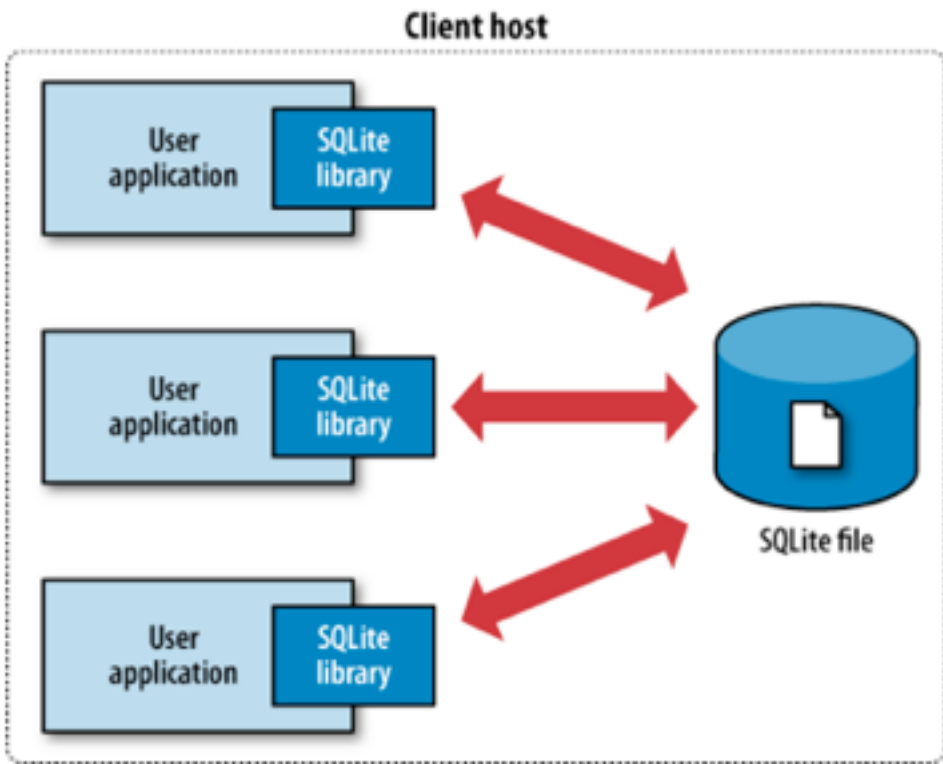 Client host
User
application
SQLite
library
User
application
SQLite
library
SQLite file
User
application
SQLite
library